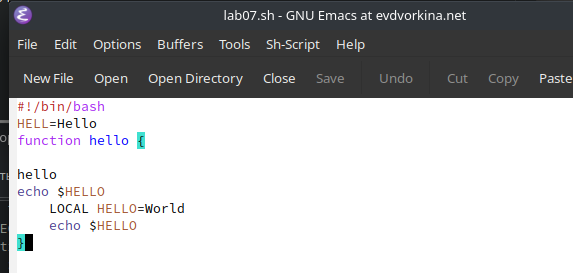 lab07.sh - GNU Emacs at evdvorkina.net
File Edit Options Buffers Tools Sh-Script Help
New File Open Open Directory Close Save Undo Cut Copy Paste
#!/bin/bash
HELL=Hello
function hello {
hello
echo $HELLO
LOCAL HELLO=World
echo $HELLO
}